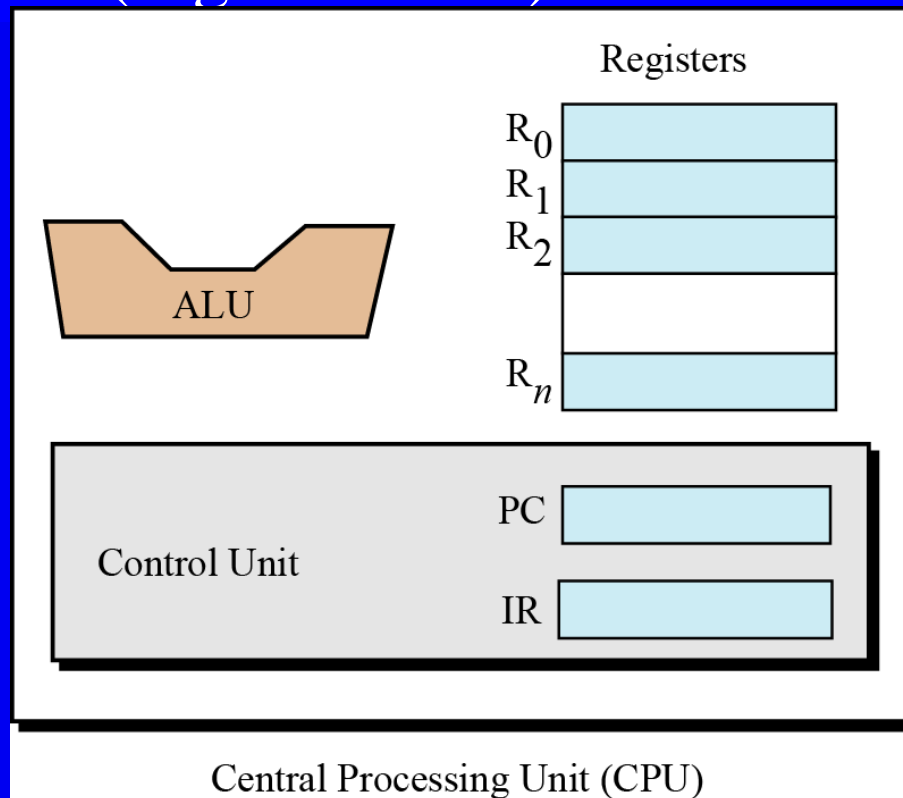 Registers
R0
R1
R2
Rn
ALU
PC
Control Unit
IR
Central Processing Unit (CPU)